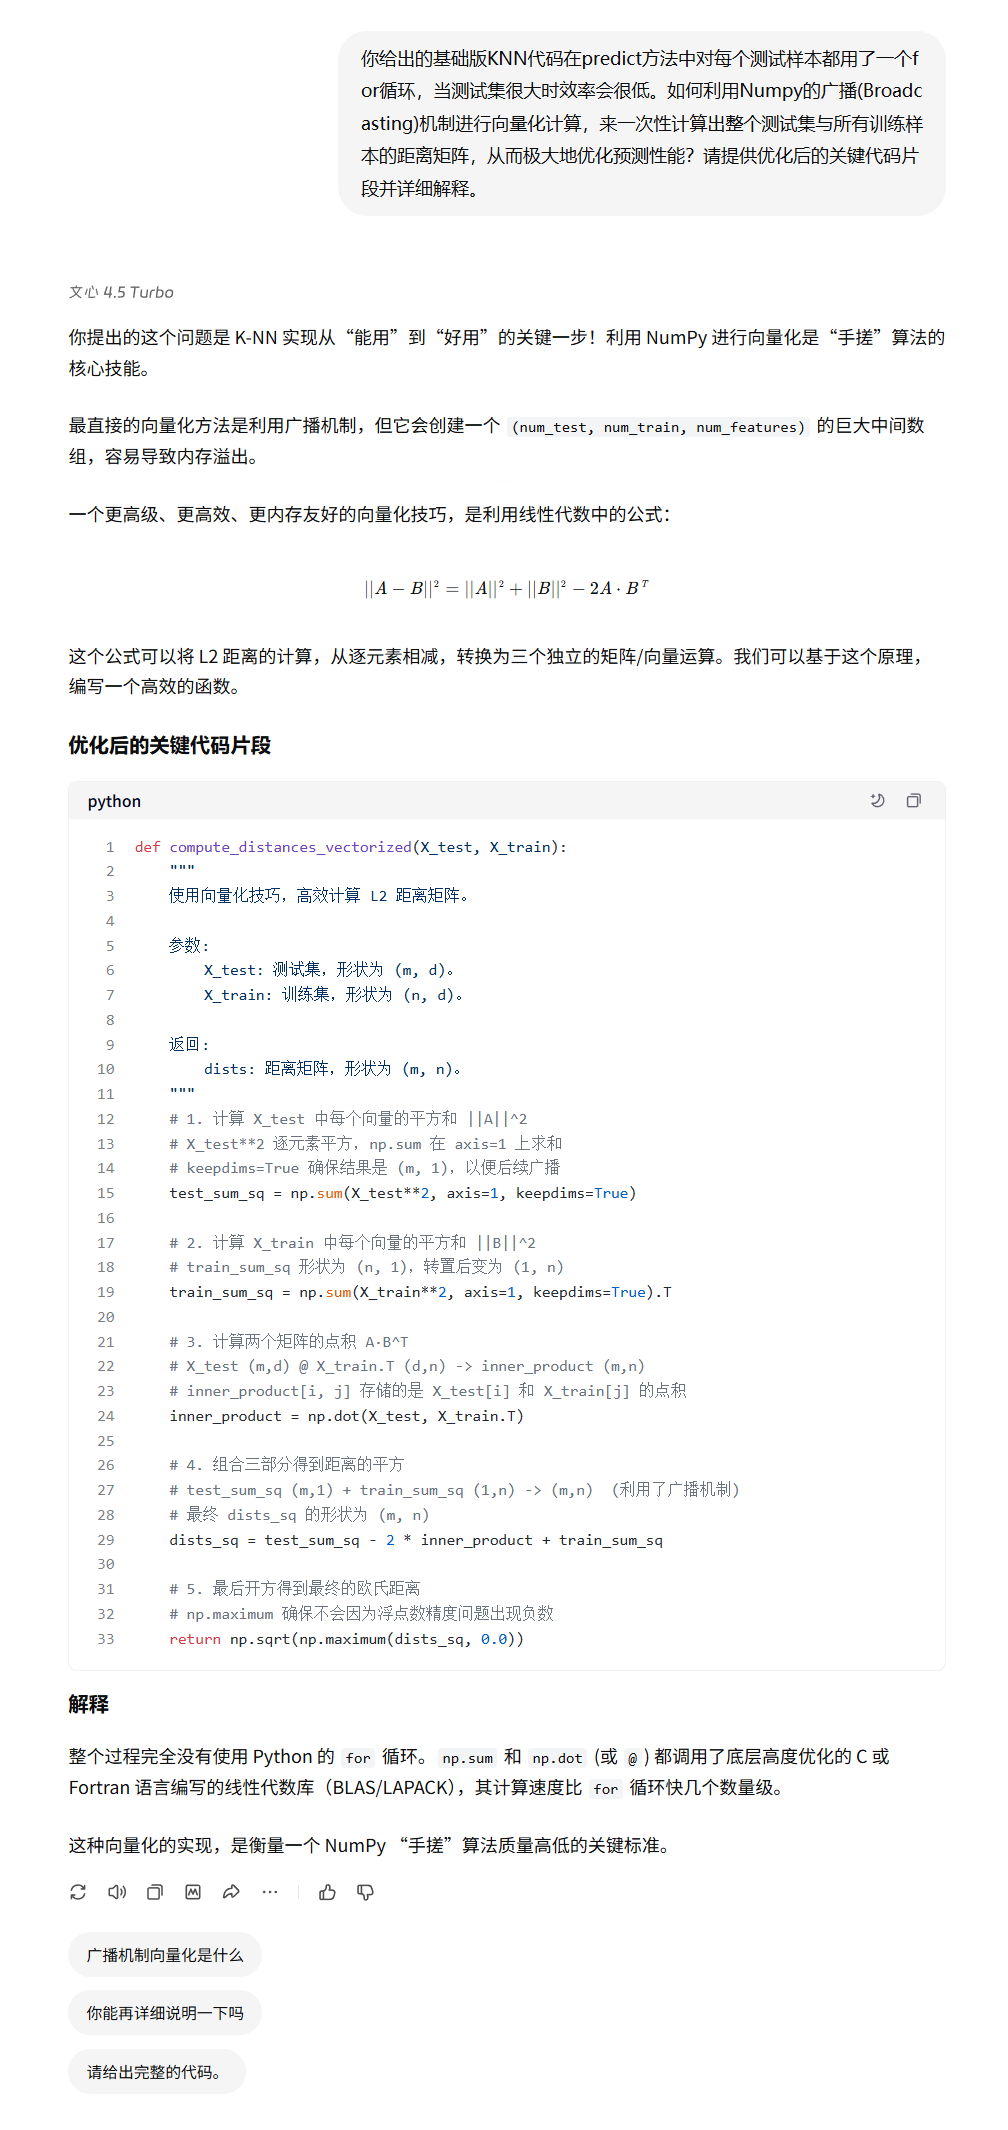 你给出的基础版KNN代码在predict方法中对每个测试样本都用了一个f
or循环，当测试集很大时效率会很低。如何利用Numpy的广播(Broadc
asting)机制进行向量化计算，来一次性计算出整个测试集与所有训练样
本的距离矩阵，从而极大地优化预测性能？请提供优化后的关键代码片
段并详细解释。
文心 4.5 Turbo
你提出的这个问题是 K-NN 实现从“能用”到“好用”的关键一步！利用 NumPy 进行向量化是“手搓”算法的
核心技能。
最直接的向量化方法是利用广播机制，但它会创建一个 (num_test, num_train, num_features) 的巨大中间数
组，容易导致内存溢出。
一个更高级、更高效、更内存友好的向量化技巧，是利用线性代数中的公式：
||A − B||² = ||A||² + ||B||² − 2A · Bᵀ
这个公式可以将 L2 距离的计算，从逐元素相减，转换为三个独立的矩阵/向量运算。我们可以基于这个原理，
编写一个高效的函数。
优化后的关键代码片段
python
1 def compute_distances_vectorized(X_test, X_train):
2     """
3     使用向量化技巧，高效计算 L2 距离矩阵。
4
5     参数:
6         X_test: 测试集，形状为 (m, d)。
7         X_train: 训练集，形状为 (n, d)。
8
9     返回:
10         dists: 距离矩阵，形状为 (m, n)。
11     """
12     # 1. 计算 X_test 中每个向量的平方和 ||A||^2
13     # X_test**2 逐元素平方，np.sum 在 axis=1 上求和
14     # keepdims=True 确保结果是 (m, 1)，以便后续广播
15     test_sum_sq = np.sum(X_test**2, axis=1, keepdims=True)
16
17     # 2. 计算 X_train 中每个向量的平方和 ||B||^2
18     # train_sum_sq 形状为 (n, 1)，转置后变为 (1, n)
19     train_sum_sq = np.sum(X_train**2, axis=1, keepdims=True).T
20
21     # 3. 计算两个矩阵的点积 A·B^T
22     # X_test (m,d) @ X_train.T (d,n) -> inner_product (m,n)
23     # inner_product[i, j] 存储的是 X_test[i] 和 X_train[j] 的点积
24     inner_product = np.dot(X_test, X_train.T)
25
26     # 4. 组合三部分得到距离的平方
27     # test_sum_sq (m,1) + train_sum_sq (1,n) -> (m,n) (利用了广播机制)
28     # 最终 dists_sq 的形状为 (m, n)
29     dists_sq = test_sum_sq - 2 * inner_product + train_sum_sq
30
31     # 5. 最后开方得到最终的欧氏距离
32     # np.maximum 确保不会因为浮点数精度问题出现负数
33     return np.sqrt(np.maximum(dists_sq, 0.0))
解释
整个过程完全没有使用 Python 的 for 循环。 np.sum 和 np.dot (或 @ ) 都调用了底层高度优化的 C 或
Fortran 语言编写的线性代数库（BLAS/LAPACK），其计算速度比 for 循环快几个数量级。
这种向量化的实现，是衡量一个 NumPy “手搓”算法质量高低的关键标准。
广播机制向量化是什么
你能再详细说明一下吗
请给出完整的代码。